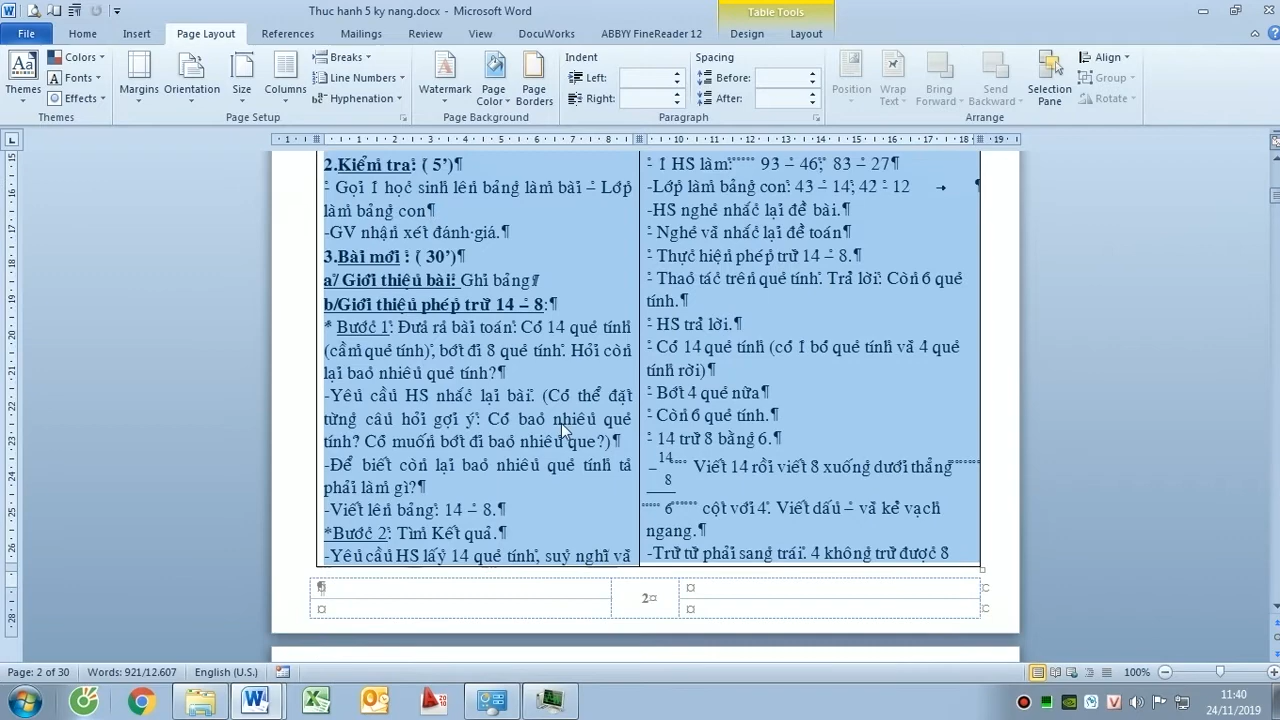 Thuc hanh 5 ky nang.docx - Microsoft Word
Table Tools
File Home Insert Page Layout References Mailings Review View DocuWorks ABBYY FineReader 12 Design Layout
Themes
Colors
Fonts
Effects
Themes
Margins Orientation Size Columns
Breaks
Line Numbers
Hyphenation
Page Setup
Watermark Page Color Page Borders
Page Background
Indent
Left:
Right:
Spacing
Before:
After:
Paragraph
Position Wrap Text Bring Forward Send Backward Selection Pane
Align
Group
Rotate
Arrange
2.Kiểm tra: ( 5’)¶
- Gọi 1 học sinh lên bảng làm bài – Lớp
làm bảng con¶
-GV nhận xét đánh·giá.¶
3.Bài mới : ( 30’)¶
a/ Giới thiệu bài: Ghi bảng¶
b/Giới thiệu phép trừ 14 – 8:¶
* Bước 1: Đưa ra bài toán: Có 14 que tính
(cầm que tính), bớt đi 8 que tính. Hỏi còn
lại bao nhiêu que tính?¶
-Yêu cầu HS nhắc lại bài. (Có thể đặt
từng câu hỏi gợi ý: Có bao nhiêu que
tính? Cô muốn bớt đi bao nhiêu que?)¶
-Để biết còn lại bao nhiêu que tính ta
phải làm gì?¶
-Viết lên bảng: 14 – 8.¶
*Bước 2: Tìm Kết quả.¶
-Yêu cầu HS lấy 14 que tính, suy nghĩ và
- 1 HS làm: 93 – 46; 83 – 27¶
-Lớp làm bảng con: 43 – 14; 42 – 12 → ¶
-HS nghe nhắc lại đề bài.¶
- Nghe và nhắc lại đề toán¶
- Thực hiện phép trừ 14 – 8.¶
- Thao tác trên que tính. Trả lời: Còn 6 que
tính.¶
- HS trả lời.¶
- Có 14 que tính (có 1 bó que tính và 4 que
tính rời)¶
- Bớt 4 que nữa¶
- Còn 6 que tính.¶
- 14 trừ 8 bằng 6.¶
14
– Viết 14 rồi viết 8 xuống dưới thẳng
8
6 cột với 4. Viết dấu – và kẻ vạch
ngang.¶
-Trừ từ phải sang trái. 4 không trừ được 8
2
Page: 2 of 30 Words: 921/12.607 English (U.S.) 100%
11:40
24/11/2019